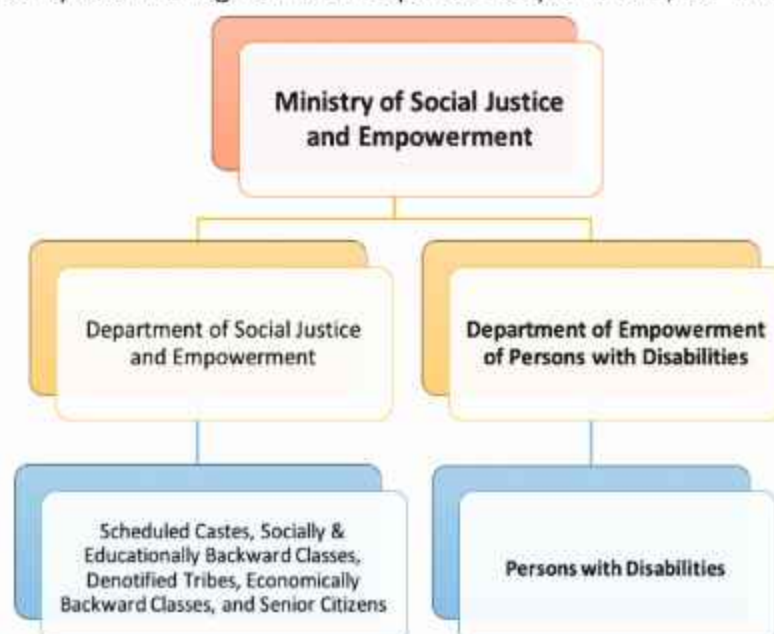 Ministry of Social Justice
and Empowerment
Department of Social Justice
and Empowerment
Department of Empowerment
of Persons with Disabilities
Scheduled Castes, Socially &
Educationally Backward Classes,
Denotified Tribes, Economically
Backward Classes, and Senior Citizens
Persons with Disabilities